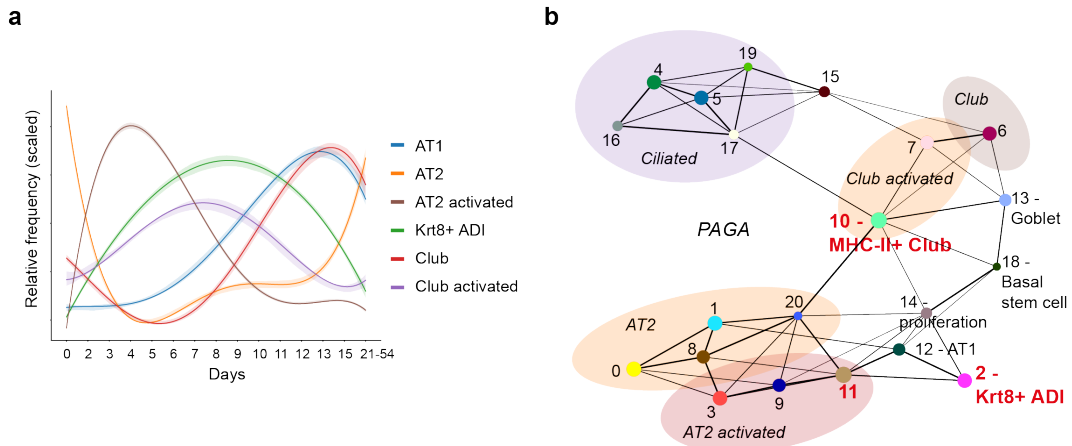 a
Relative frequency (scaled)
0 2 3 4 5 6 7 8 9 10 11 12 13 15 21-54
Days
AT1
AT2
AT2 activated
Krt8+ ADI
Club
Club activated
b
19
4
15
5
Club
16
17
6
7
Ciliated
Club activated
13 -
Goblet
10 -
MHC-II+ Club
PAGA
18 -
Basal
stem cell
20
14 -
proliferation
AT2
1
8
12 - AT1
0
2 -
Krt8+ ADI
11
3
9
AT2 activated